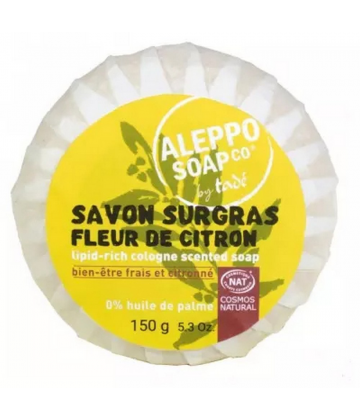 ALEPPO
SOAP CO®
by tadé
SAVON SURGRAS
FLEUR DE CITRON
lipid-rich cologne scented soap
bien-être frais et citronné
NAT
COSMOS
NATURAL
0% huile de palme
150 g 5,3 Oz.